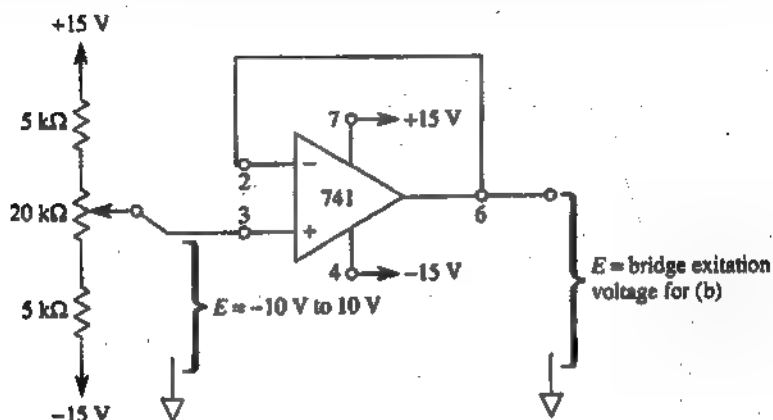 +15 V
5 kΩ
7
+15 V
2
−
741
20 kΩ
3
+
6
4
−15 V
E = −10 V to 10 V
E = bridge exitation
voltage for (b)
5 kΩ
−15 V